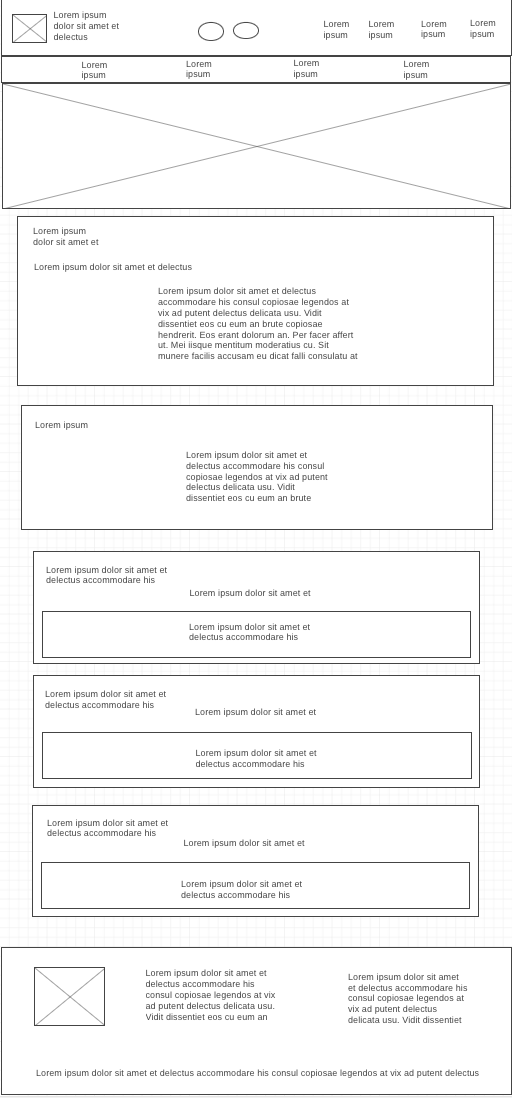 Lorem ipsum
dolor sit amet et
delectus
Lorem
ipsum
Lorem
ipsum
Lorem
ipsum
Lorem
ipsum
Lorem
ipsum
Lorem
ipsum
Lorem
ipsum
Lorem
ipsum
Lorem ipsum
dolor sit amet et
Lorem ipsum dolor sit amet et delectus
Lorem ipsum dolor sit amet et delectus
accommodare his consul copiosae legendos at
vix ad putent delectus delicata usu. Vidit
dissentiet eos cu eum an brute copiosae
hendrerit. Eos erant dolorum an. Per facer affert
ut. Mei iisque mentitum moderatius cu. Sit
munere facilis accusam eu dicat falli consulatu at
Lorem ipsum
Lorem ipsum dolor sit amet et
delectus accommodare his consul
copiosae legendos at vix ad putent
delectus delicata usu. Vidit
dissentiet eos cu eum an brute
Lorem ipsum dolor sit amet et
delectus accommodare his
Lorem ipsum dolor sit amet et
Lorem ipsum dolor sit amet et
delectus accommodare his
Lorem ipsum dolor sit amet et
delectus accommodare his
Lorem ipsum dolor sit amet et
Lorem ipsum dolor sit amet et
delectus accommodare his
Lorem ipsum dolor sit amet et
delectus accommodare his
Lorem ipsum dolor sit amet et
Lorem ipsum dolor sit amet et
delectus accommodare his
Lorem ipsum dolor sit amet et
delectus accommodare his
consul copiosae legendos at vix
ad putent delectus delicata usu.
Vidit dissentiet eos cu eum an
Lorem ipsum dolor sit amet
et delectus accommodare his
consul copiosae legendos at
vix ad putent delectus
delicata usu. Vidit dissentiet
Lorem ipsum dolor sit amet et delectus accommodare his consul copiosae legendos at vix ad putent delectus